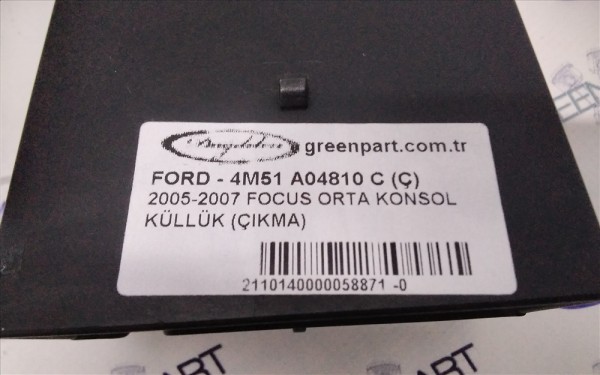 greenpart.com.tr
FORD - 4M51 A04810 C (Ç)
2005-2007 FOCUS ORTA KONSOL
KÜLLÜK (ÇIKMA)
2110140000058871 -0